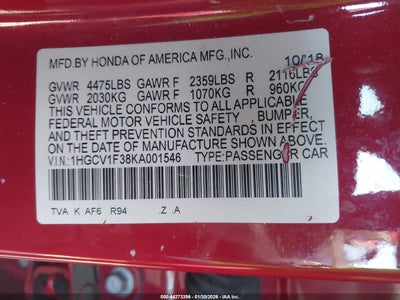 MFD.BY HONDA OF AMERICA MFG.,INC. 10/18
GVWR 4475LBS GAWR F 2359LBS R 2116LBS
GVWR 2030KG GAWR F 1070KG R 960KG
THIS VEHICLE CONFORMS TO ALL APPLICABLE
FEDERAL MOTOR VEHICLE SAFETY , BUMPER,
AND THEFT PREVENTION STANDARDS IN EFFECT
ON THE DATE OF MANUFACTURE SHOWN ABOVE.
V.I.N:1HGCV1F38KA001546 TYPE:PASSENGER CAR
TVA K AF6 R94 .Z .A
000-44273396 - 01/30/2026 - IAA Inc.